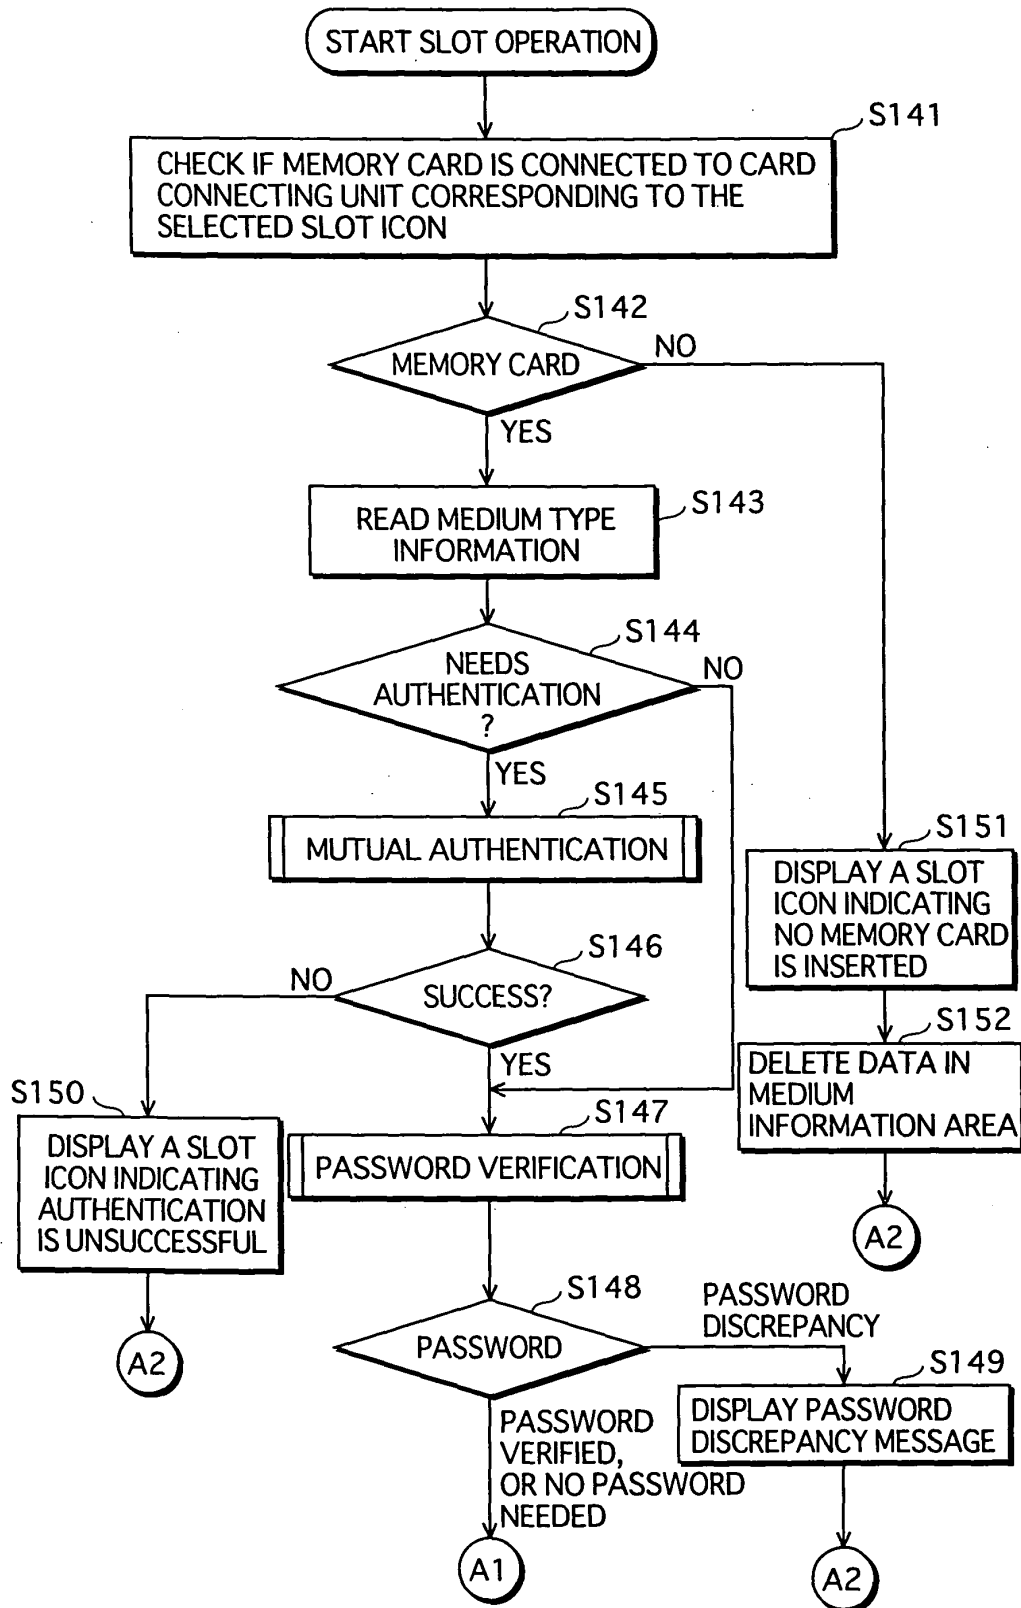 START SLOT OPERATION
S141
CHECK IF MEMORY CARD IS CONNECTED TO CARD
CONNECTING UNIT CORRESPONDING TO THE
SELECTED SLOT ICON
S142
MEMORY CARD
NO
YES
S143
READ MEDIUM TYPE
INFORMATION
S144
NEEDS
AUTHENTICATION
?
NO
YES
S145
MUTUAL AUTHENTICATION
S151
DISPLAY A SLOT
ICON INDICATING
NO MEMORY CARD
IS INSERTED
S146
SUCCESS?
NO
YES
S152
DELETE DATA IN
MEDIUM
INFORMATION AREA
A2
S150
DISPLAY A SLOT
ICON INDICATING
AUTHENTICATION
IS UNSUCCESSFUL
A2
S147
PASSWORD VERIFICATION
S148
PASSWORD
PASSWORD
DISCREPANCY
S149
DISPLAY PASSWORD
DISCREPANCY MESSAGE
PASSWORD
VERIFIED,
OR NO PASSWORD
NEEDED
A1
A2